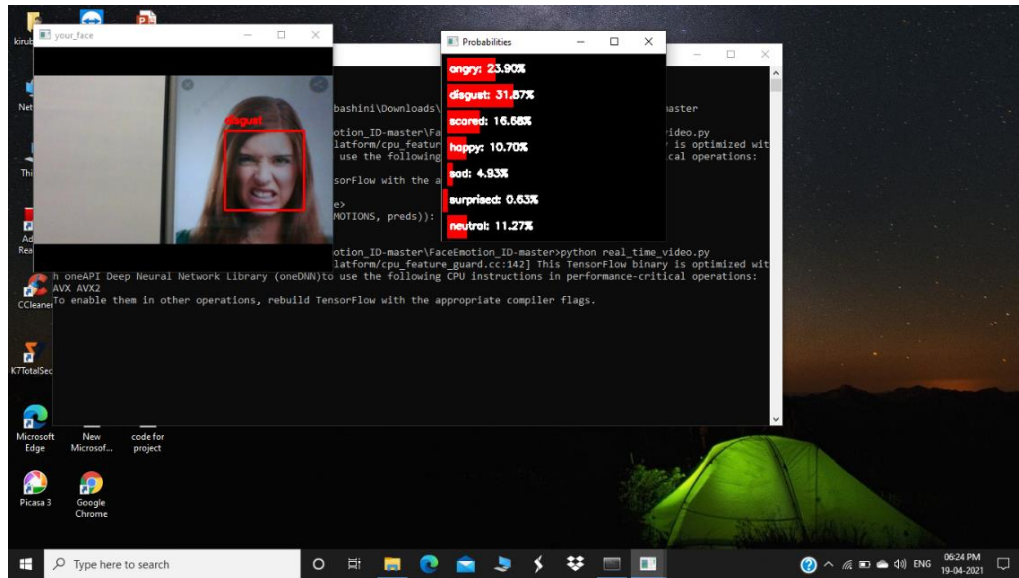 your_face
disgust
Probabilities
angry: 23.90%
disgust: 31.87%
scared: 16.68%
happy: 10.70%
sad: 4.93%
surprised: 0.63%
neutral: 11.27%
bashini\Downloads\
master
otion_ID-master\Fa
ideo.py
latform/cpu_featur
is optimized wit
use the following
cal operations:
sorFlow with the a
e>
MOTIONS, preds)):
otion_ID-master\FaceEmotion_ID-master>python real_time_video.py
latform/cpu_feature_guard.cc:142] This TensorFlow binary is optimized wit
h oneAPI Deep Neural Network Library (oneDNN)to use the following CPU instructions in performance-critical operations:
AVX AVX2
To enable them in other operations, rebuild TensorFlow with the appropriate compiler flags.
kirub
Net
Thi
Ad
Rea
CCleaner
K7TotalSec
Microsoft
Edge
New
Microsof...
code for
project
Picasa 3
Google
Chrome
Type here to search
ENG
06:24 PM
19-04-2021